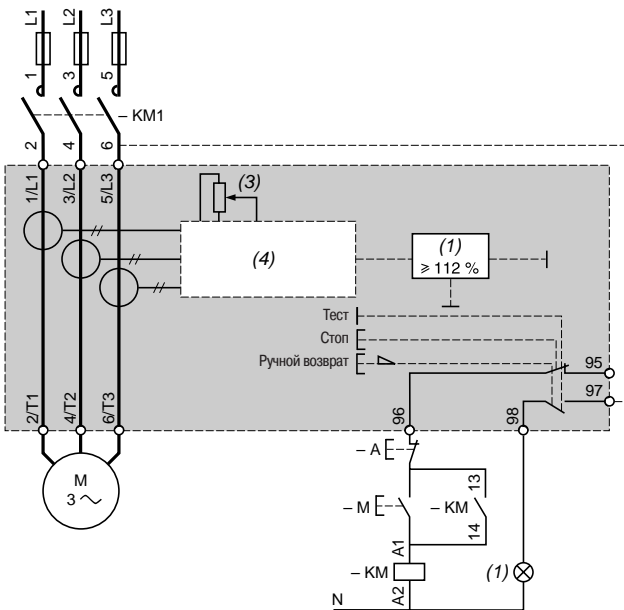 L1
L2
L3
1
3
5
– KM1
2
4
6
1/L1
3/L2
5/L3
(3)
(4)
(1)
⩾ 112 %
Тест
Стоп
Ручной возврат
95
97
2/T1
4/T2
6/T3
96
98
– A
M
3 ~
13
– M
– KM
14
A1
– KM
(1)
A2
N